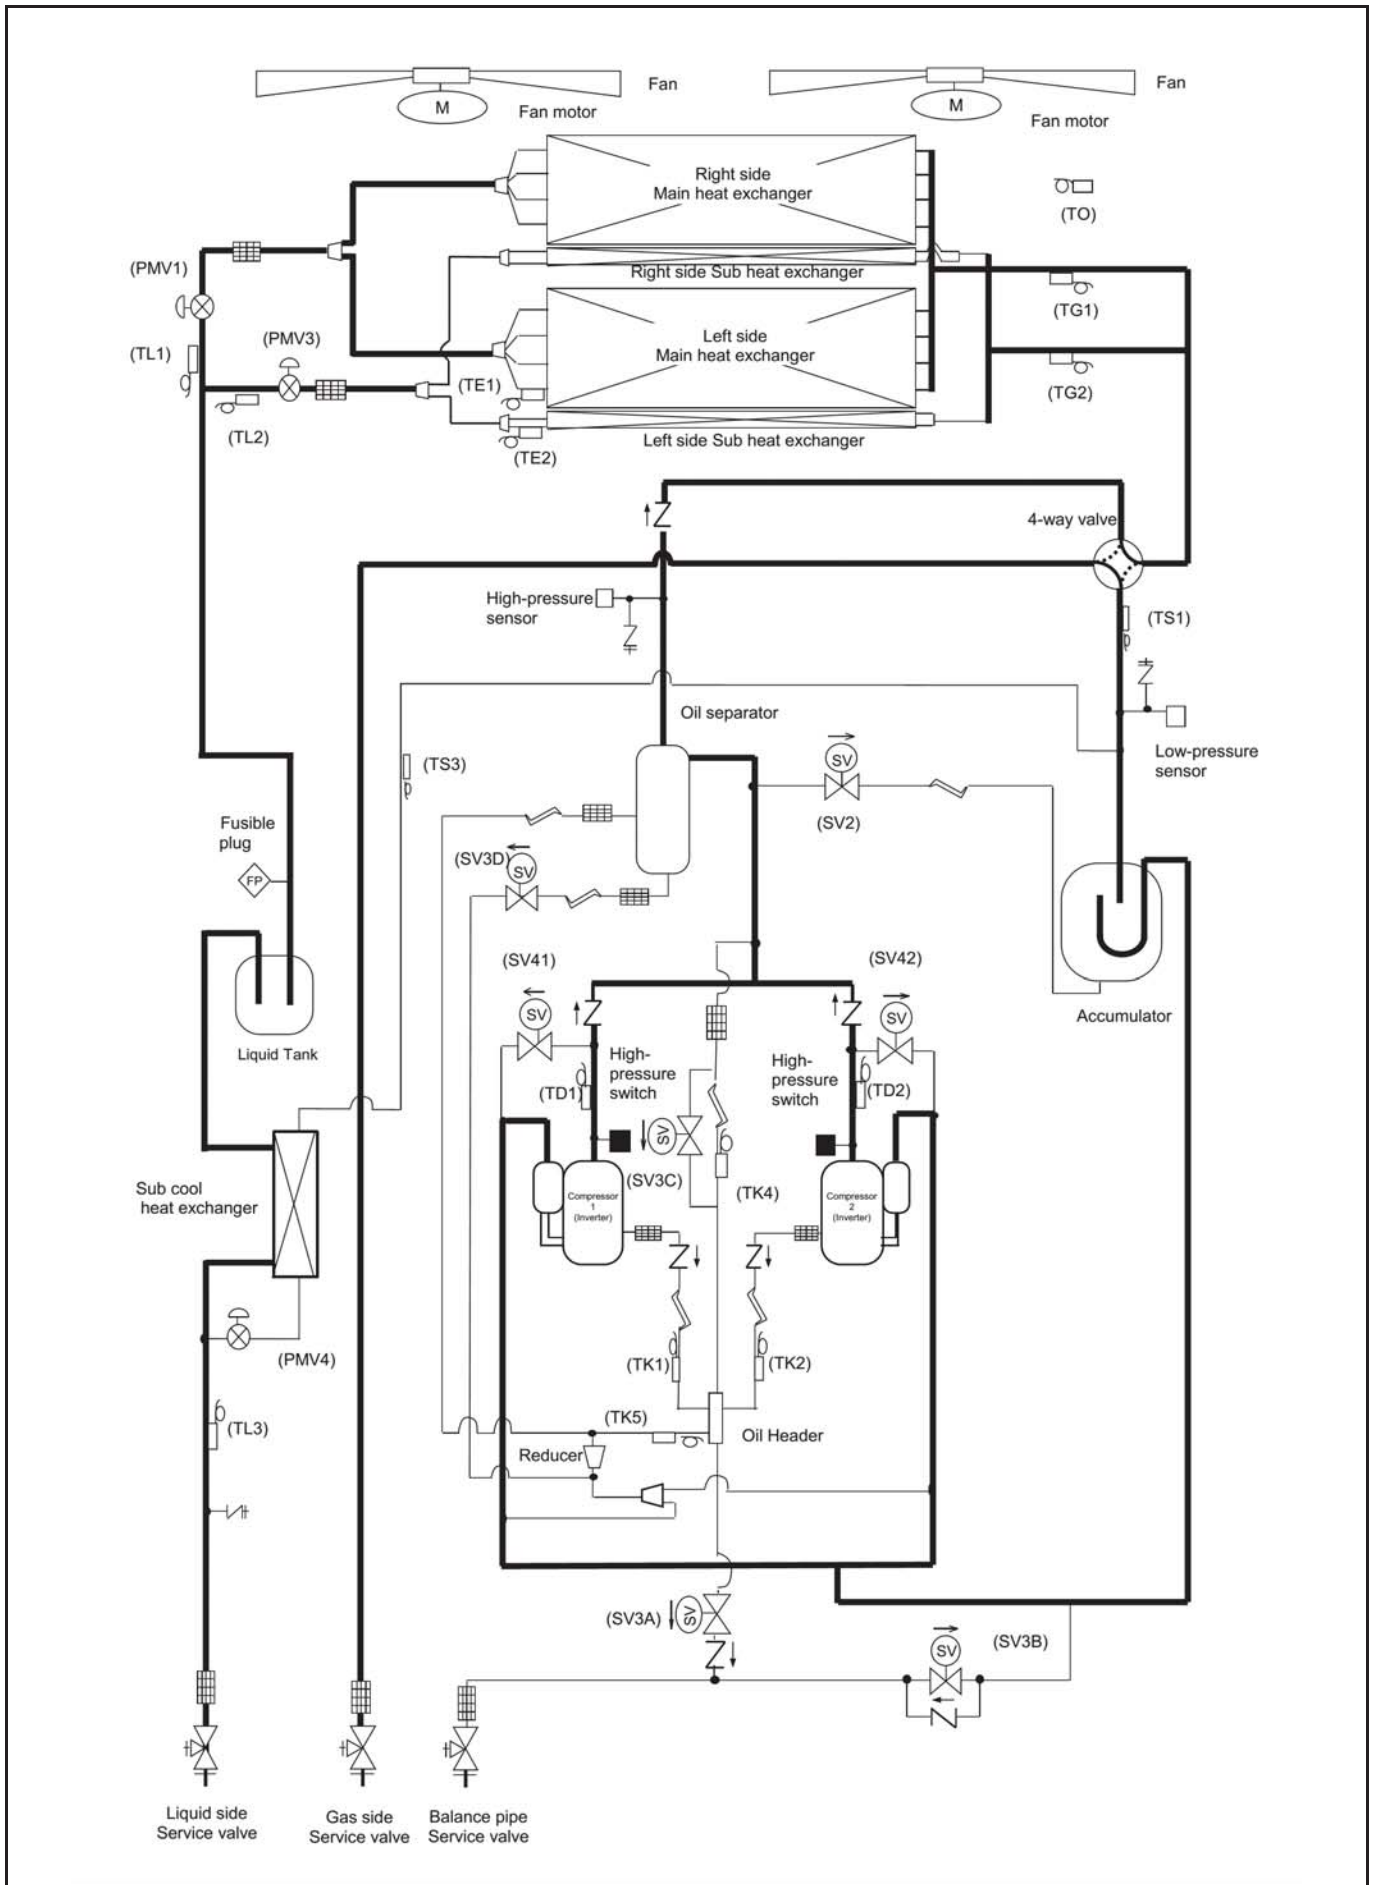 Fan
Fan
M
M
Fan motor
Fan motor
Right side
Main heat exchanger
(TO)
(PMV1)
Right side Sub heat exchanger
(TG1)
(PMV3)
Left side
Main heat exchanger
(TL1)
(TE1)
(TG2)
(TL2)
Left side Sub heat exchanger
(TE2)
4-way valve
High-pressure
sensor
(TS1)
Oil separator
Low-pressure
sensor
(TS3)
SV
(SV2)
Fusible
plug
FP
(SV3D)
SV
(SV41)
(SV42)
SV
SV
Accumulator
Liquid Tank
High-
pressure
switch
High-
pressure
switch
(TD1)
(TD2)
SV
(SV3C)
(TK4)
Sub cool
heat exchanger
Compressor
1
(Inverter)
Compressor
2
(Inverter)
(PMV4)
(TK1)
(TK2)
(TL3)
(TK5)
Oil Header
Reducer
(SV3A)
SV
SV
(SV3B)
Liquid side
Service valve
Gas side
Service valve
Balance pipe
Service valve